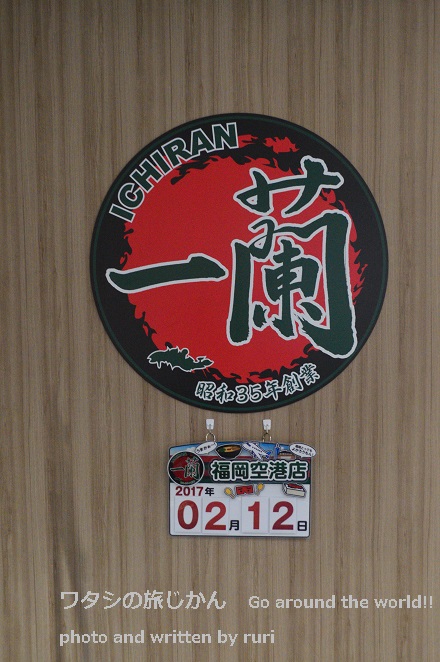 ICHIRAN
一蘭
昭和35年創業
一蘭 福岡空港店
2017年
02月12日
ワタシの旅じかん Go around the world!!
photo and written by ruri